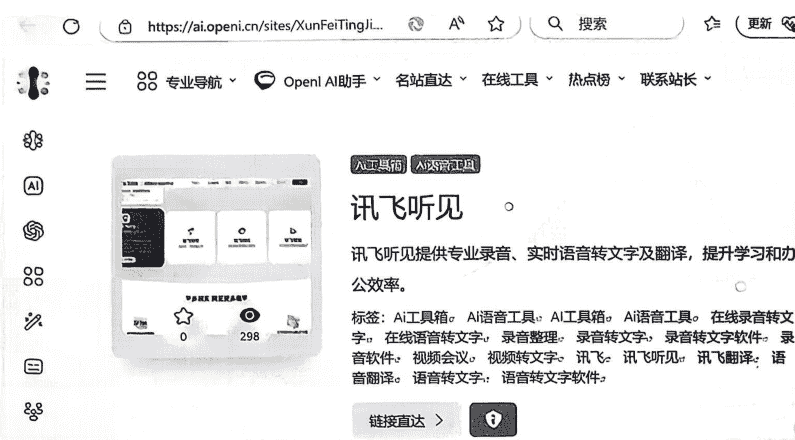 https://ai.openi.cn/sites/XunFeiTingJi...
A))
搜索
更新
专业导航
OpenI AI助手
名站直达
在线工具
热点榜
联系站长
AI
AI工具箱 AI语音工具
讯飞听见
讯飞听见提供专业录音、实时语音转文字及翻译，提升学习和办
公效率。
标签：Ai工具箱。 AI语音工具。 AI工具箱。 Ai语音工具。 在线录音转文
字。 在线语音转文字。 录音整理。 录音转文字。 录音转文字软件。 录
音软件。 视频会议。 视频转文字。 讯飞。 讯飞听见。 讯飞翻译。 语
音翻译。 语音转文字。 语音转文字软件。
0
298
链接直达